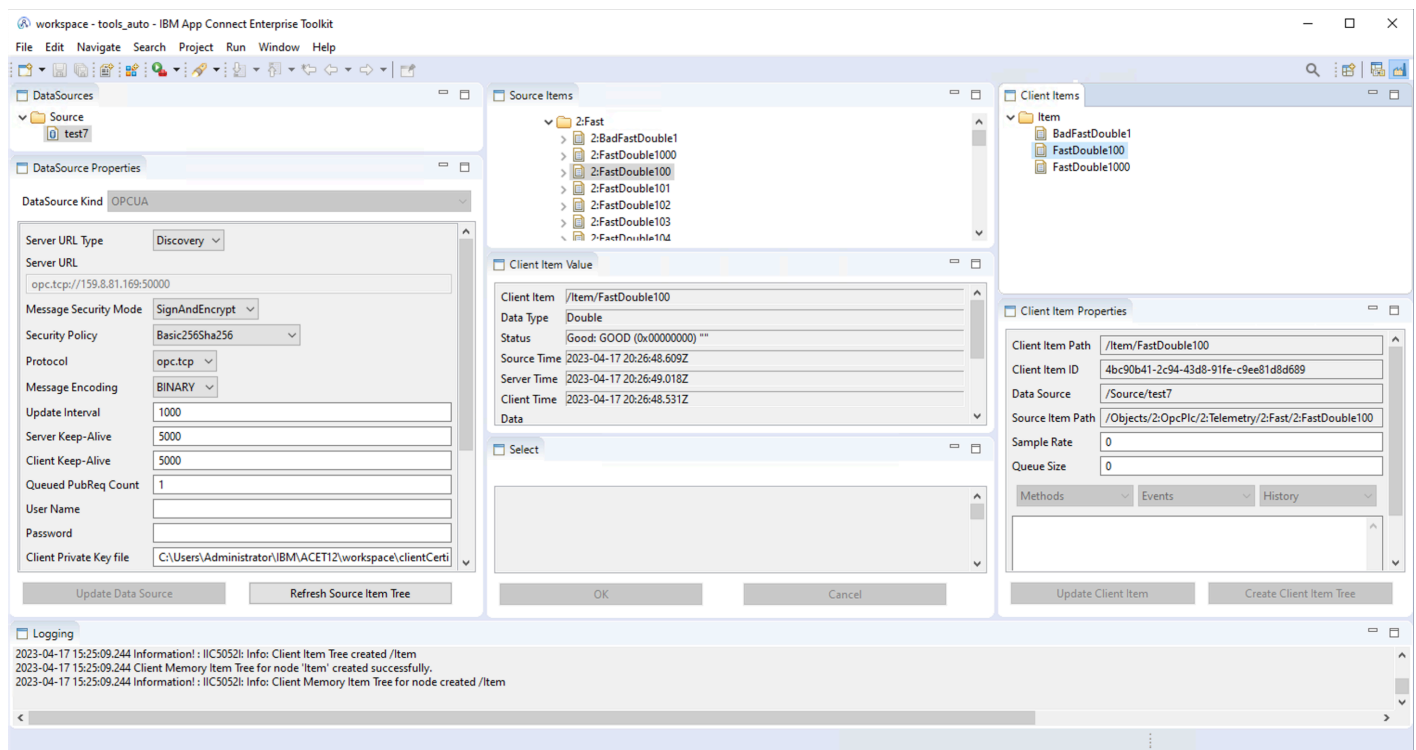 workspace - tools_auto - IBM App Connect Enterprise Toolkit
File Edit Navigate Search Project Run Window Help
DataSources
Source
test7
DataSource Properties
DataSource Kind OPCUA
Server URL Type Discovery
Server URL
opc.tcp://159.8.81.169:50000
Message Security Mode SignAndEncrypt
Security Policy Basic256Sha256
Protocol opc.tcp
Message Encoding BINARY
Update Interval 1000
Server Keep-Alive 5000
Client Keep-Alive 5000
Queued PubReq Count 1
User Name
Password
Client Private Key file C:\Users\Administrator\IBM\ACET12\workspace\clientCerti
Update Data Source Refresh Source Item Tree
Source Items
2:Fast
2:BadFastDouble1
2:FastDouble1000
2:FastDouble100
2:FastDouble101
2:FastDouble102
2:FastDouble103
2:FastDouble104
Client Item Value
Client Item /Item/FastDouble100
Data Type Double
Status Good: GOOD (0x00000000) ""
Source Time 2023-04-17 20:26:48.609Z
Server Time 2023-04-17 20:26:49.018Z
Client Time 2023-04-17 20:26:48.531Z
Data
Select
OK Cancel
Client Items
Item
BadFastDouble1
FastDouble100
FastDouble1000
Client Item Properties
Client Item Path /Item/FastDouble100
Client Item ID 4bc90b41-2c94-43d8-91fe-c9ee81d8d689
Data Source /Source/test7
Source Item Path /Objects/2:OpcPlc/2:Telemetry/2:Fast/2:FastDouble100
Sample Rate 0
Queue Size 0
Methods Events History
Update Client Item Create Client Item Tree
Logging
2023-04-17 15:25:09.244 Information! : IIC5052I: Info: Client Item Tree created /Item
2023-04-17 15:25:09.244 Client Memory Item Tree for node 'Item' created successfully.
2023-04-17 15:25:09.244 Information! : IIC5052I: Info: Client Memory Item Tree for node created /Item